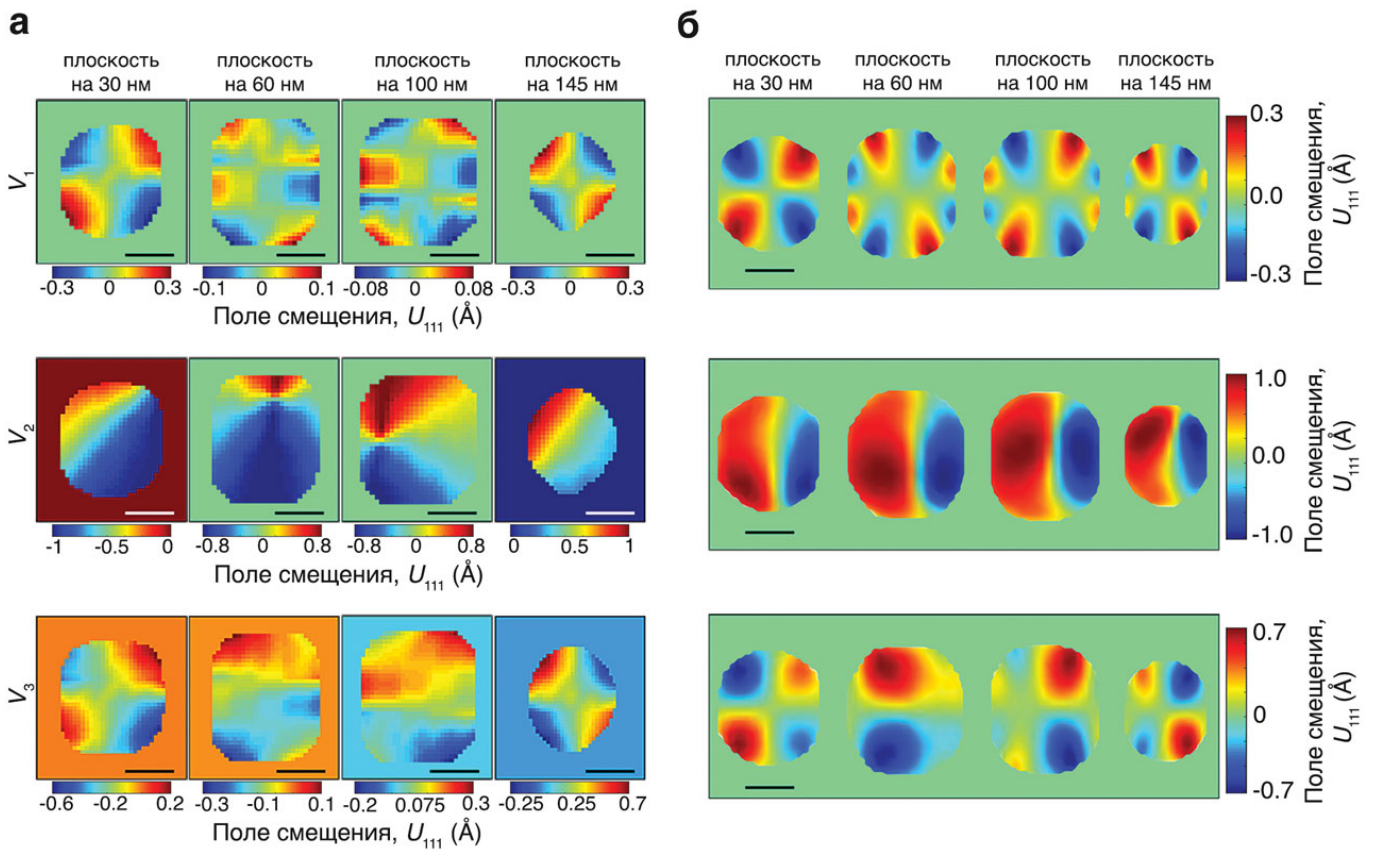 а
плоскость на 30 нм
плоскость на 60 нм
плоскость на 100 нм
плоскость на 145 нм
V1
-0.3 0 0.3
-0.1 0 0.1
-0.08 0 0.08
-0.3 0 0.3
Поле смещения, U111 (Å)
V2
-1 -0.5 0
-0.8 0 0.8
-0.8 0 0.8
0 0.5 1
Поле смещения, U111 (Å)
V3
-0.6 -0.2 0.2
-0.3 -0.1 0.1
-0.2 0.075 0.3
-0.25 0.25 0.7
Поле смещения, U111 (Å)
б
плоскость на 30 нм
плоскость на 60 нм
плоскость на 100 нм
плоскость на 145 нм
0.3
0.0
-0.3
Поле смещения,
U111 (Å)
1.0
0.0
-1.0
Поле смещения,
U111 (Å)
0.7
0
-0.7
Поле смещения,
U111 (Å)